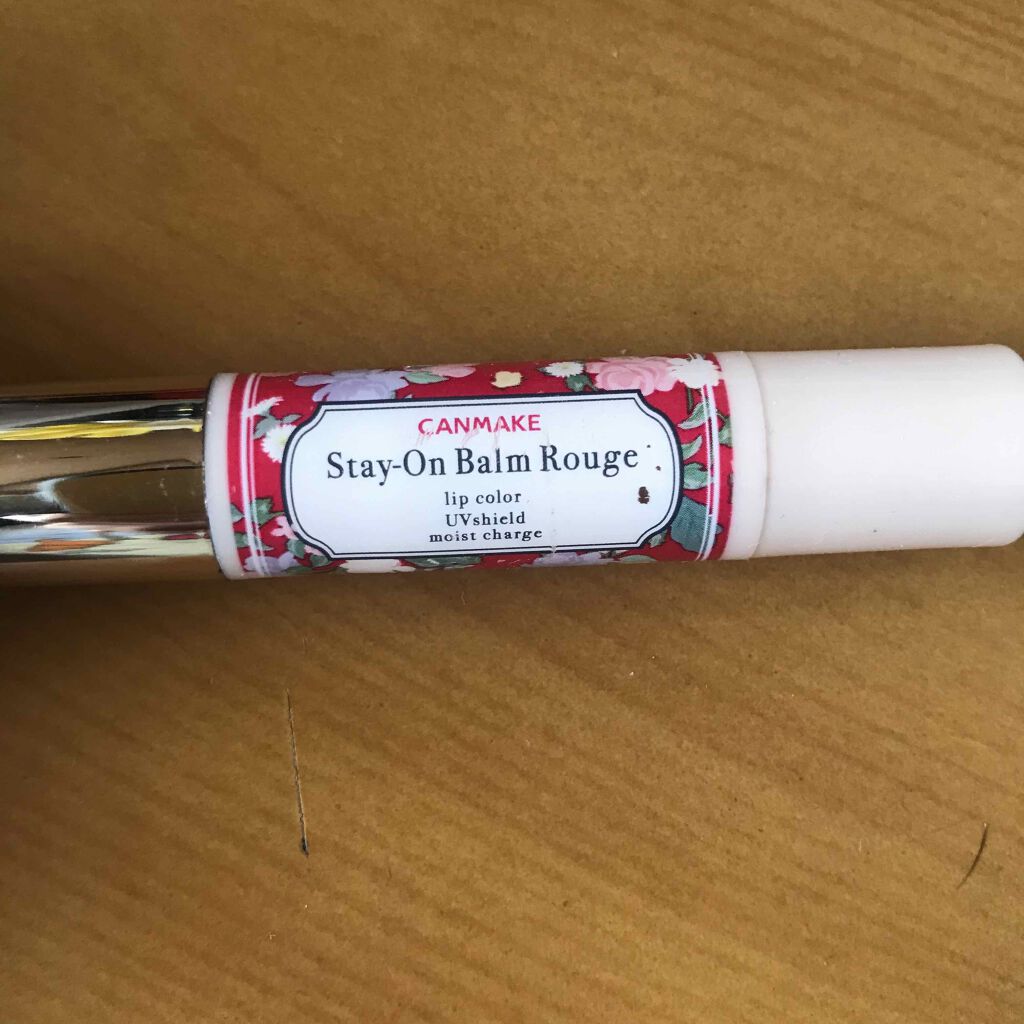 CANMAKE
Stay-On Balm Rouge
lip color
UVshield
moist charge